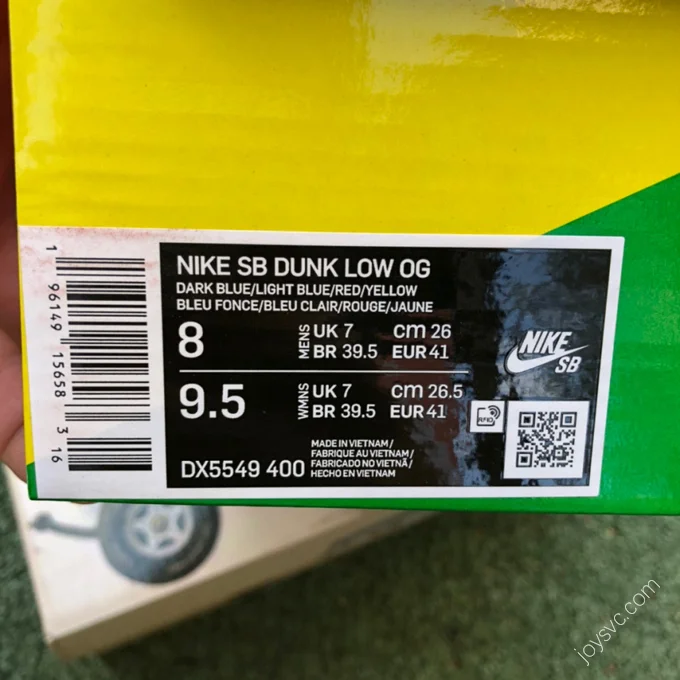 NIKE SB DUNK LOW OG
DARK BLUE/LIGHT BLUE/RED/YELLOW
BLEU FONCE/BLEU CLAIR/ROUGE/JAUNE
8 MENS UK 7 cm 26
BR 39.5 EUR 41
9.5 WMNS UK 7 cm 26.5
BR 39.5 EUR 41
NIKE
SB
RFID
DX5549 400
MADE IN VIETNAM/
FABRIQUE AU VIETNAM/
FABRICADO NO VIETNÃ/
HECHO EN VIETNAM
1 96149 15658 3 16
joysvc.com